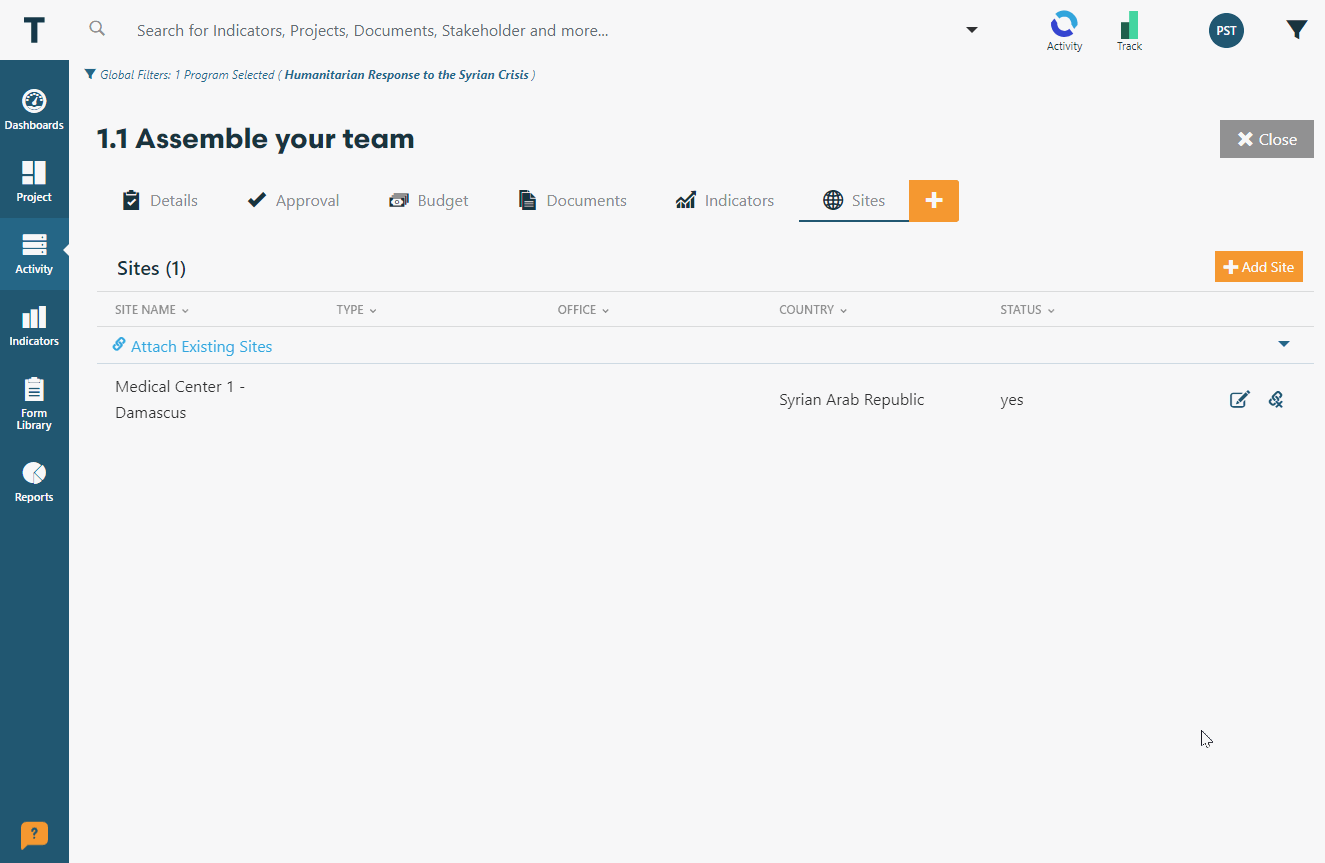 T
Search for Indicators, Projects, Documents, Stakeholder and more...
Activity
Track
PST
Global Filters: 1 Program Selected ( Humanitarian Response to the Syrian Crisis )
Dashboards
Project
Activity
Indicators
Form
Library
Reports
?
1.1 Assemble your team
Close
Details
Approval
Budget
Documents
Indicators
Sites
Sites (1)
Add Site
SITE NAME
TYPE
OFFICE
COUNTRY
STATUS
Attach Existing Sites
Medical Center 1 -
Damascus
Syrian Arab Republic
yes